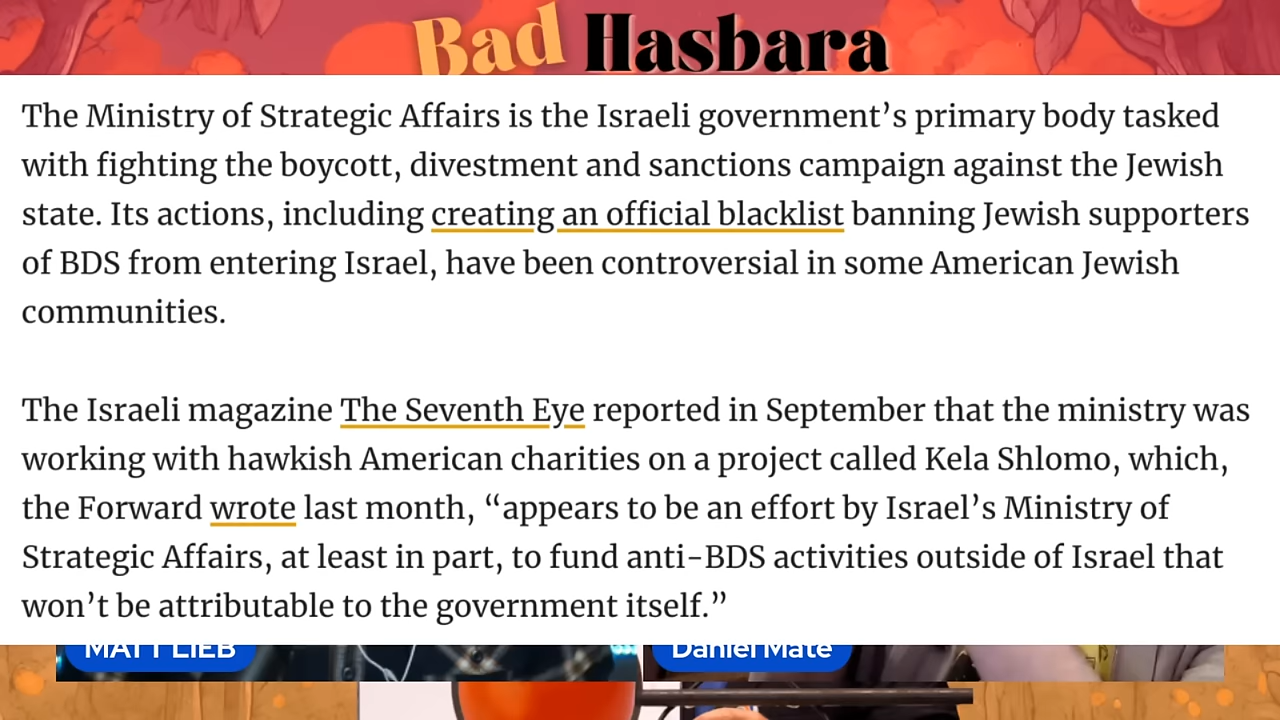 Bad Hasbara
The Ministry of Strategic Affairs is the Israeli government’s primary body tasked
with fighting the boycott, divestment and sanctions campaign against the Jewish
state. Its actions, including creating an official blacklist banning Jewish supporters
of BDS from entering Israel, have been controversial in some American Jewish
communities.
The Israeli magazine The Seventh Eye reported in September that the ministry was
working with hawkish American charities on a project called Kela Shlomo, which,
the Forward wrote last month, “appears to be an effort by Israel’s Ministry of
Strategic Affairs, at least in part, to fund anti-BDS activities outside of Israel that
won’t be attributable to the government itself.”
MATT LIEB
Daniel Maté